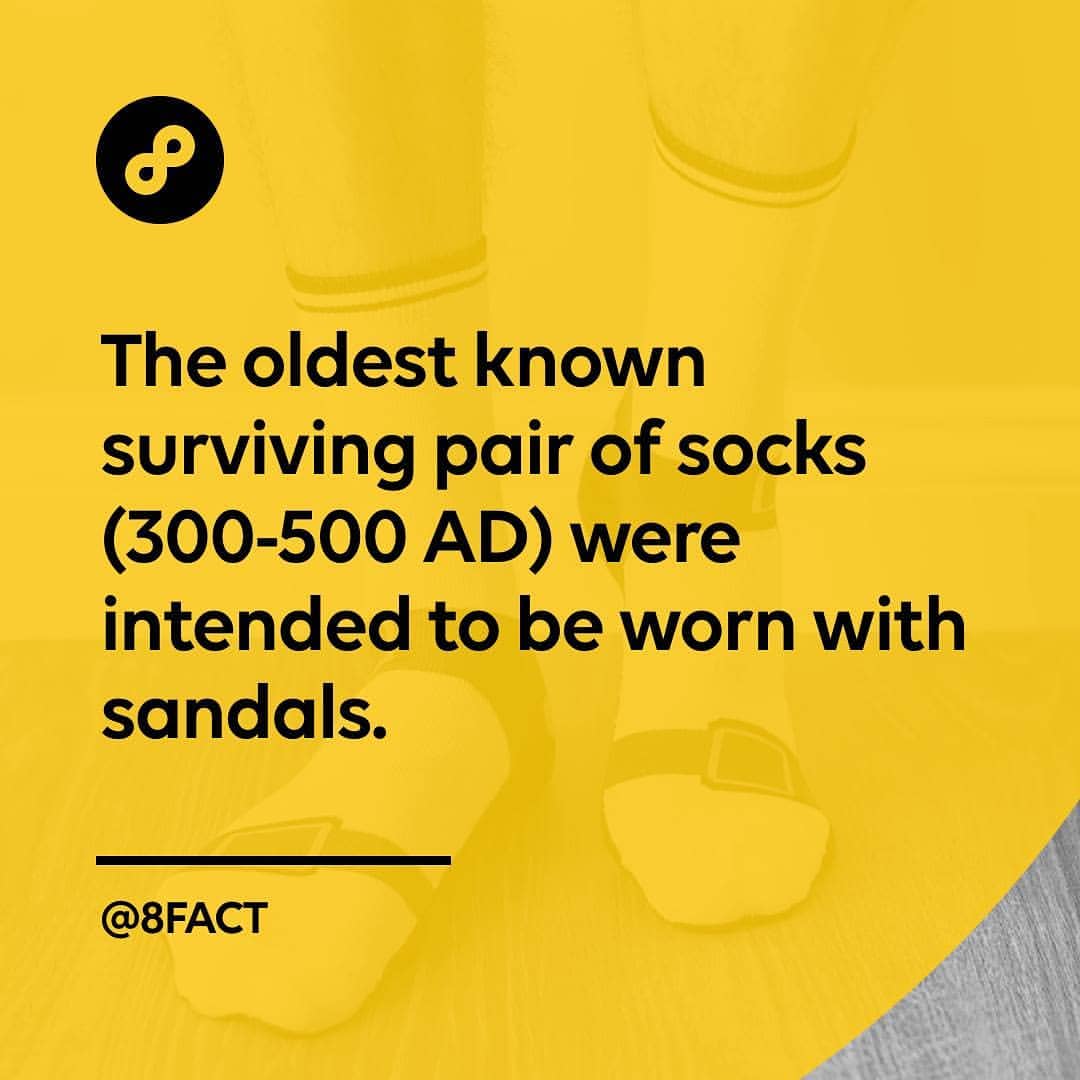 The oldest known
surviving pair of socks
(300-500 AD) were
intended to be worn with
sandals.
@8FACT